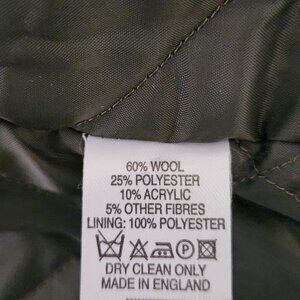 60% WOOL
25% POLYESTER
10% ACRYLIC
5% OTHER FIBRES
LINING: 100% POLYESTER
P
DRY CLEAN ONLY
MADE IN ENGLAND